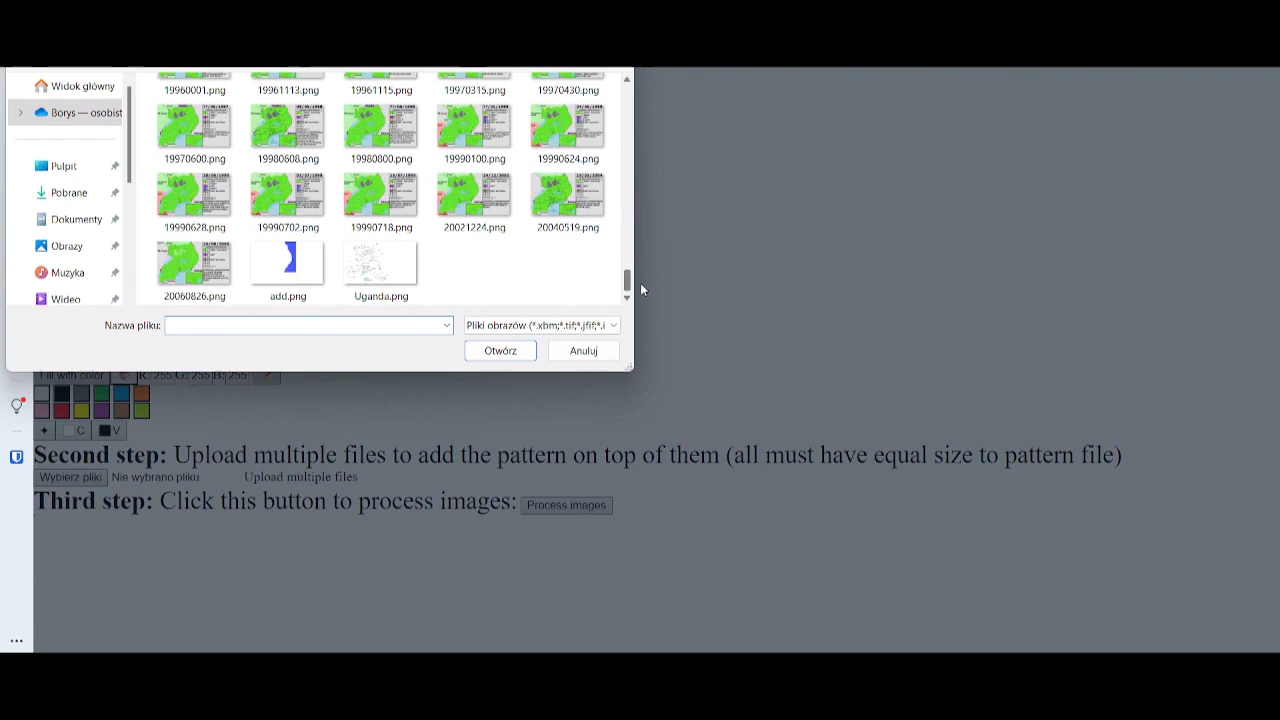 Widok główny
Borys — osobist
Pulpit
Pobrane
Dokumenty
Obrazy
Muzyka
Wideo
19960001.png 19961113.png 19961115.png 19970315.png 19970430.png
19970600.png 19980608.png 19980800.png 19990100.png 19990624.png
19990628.png 19990702.png 19990718.png 20021224.png 20040519.png
20060826.png add.png Uganda.png
Nazwa pliku: Pliki obrazów (*.xbm;*.tif;*.jfif;*.i
Otwórz Anuluj
Fill with color R: 255 G: 255 B: 255
C V
Second step: Upload multiple files to add the pattern on top of them (all must have equal size to pattern file)
Wybierz pliki Nie wybrano pliku Upload multiple files
Third step: Click this button to process images: Process images